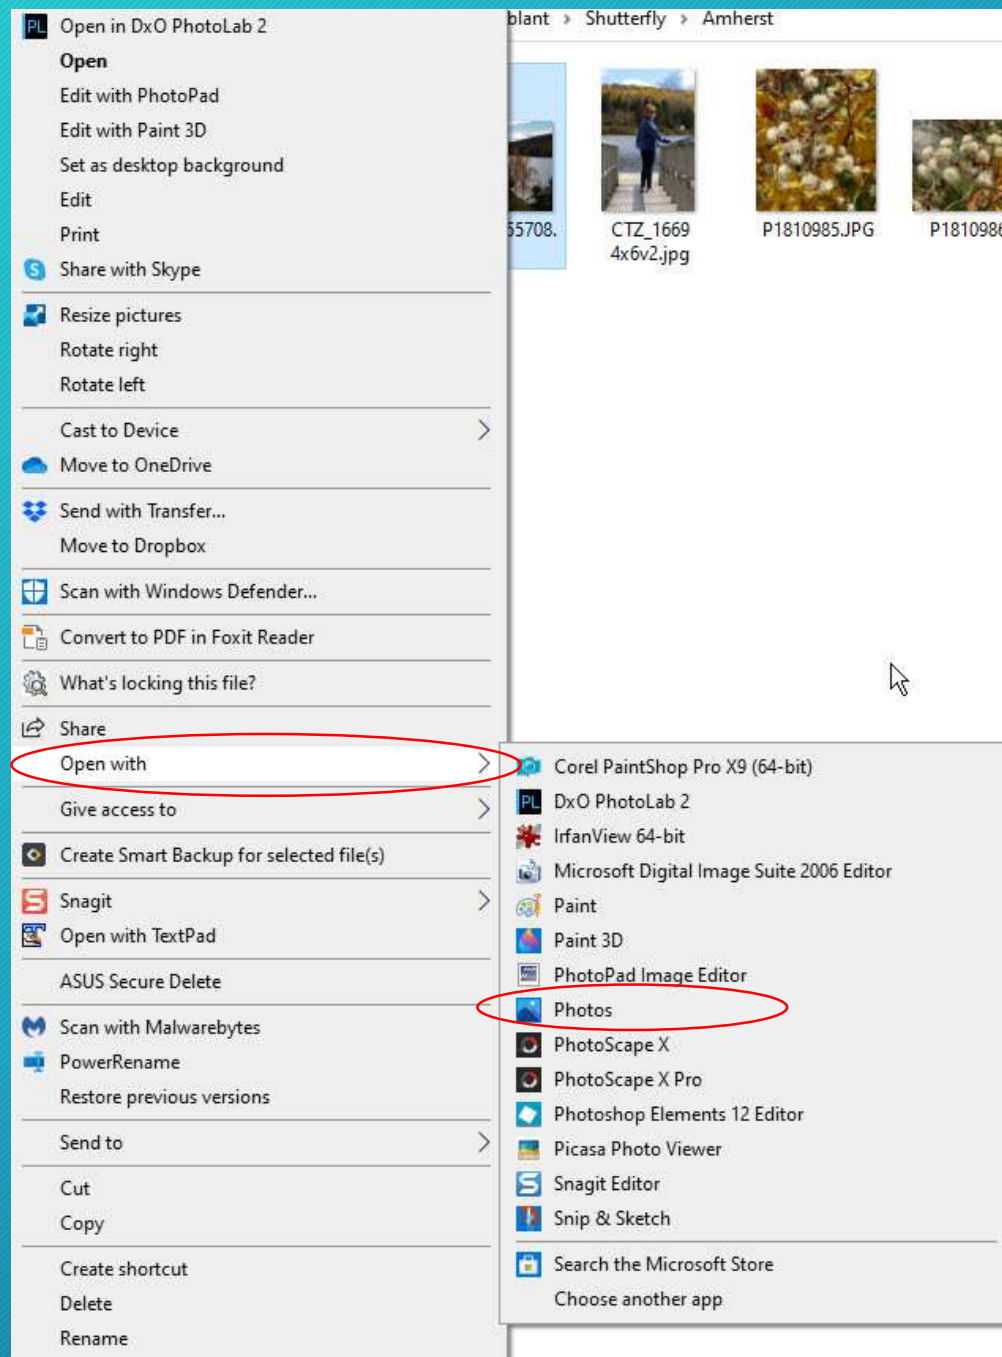 Open in DxO PhotoLab 2
Open
Edit with PhotoPad
Edit with Paint 3D
Set as desktop background
Edit
Print
Share with Skype
Resize pictures
Rotate right
Rotate left
Cast to Device
Move to OneDrive
Send with Transfer...
Move to Dropbox
Scan with Windows Defender...
Convert to PDF in Foxit Reader
What's locking this file?
Share
Open with
Give access to
Create Smart Backup for selected file(s)
Snagit
Open with TextPad
ASUS Secure Delete
Scan with Malwarebytes
PowerRename
Restore previous versions
Send to
Cut
Copy
Create shortcut
Delete
Rename
blant > Shutterfly > Amherst
55708.
CTZ_1669
4x6v2.jpg
P1810985.JPG
P1810986
Corel PaintShop Pro X9 (64-bit)
DxO PhotoLab 2
IrfanView 64-bit
Microsoft Digital Image Suite 2006 Editor
Paint
Paint 3D
PhotoPad Image Editor
Photos
PhotoScape X
PhotoScape X Pro
Photoshop Elements 12 Editor
Picasa Photo Viewer
Snagit Editor
Snip & Sketch
Search the Microsoft Store
Choose another app